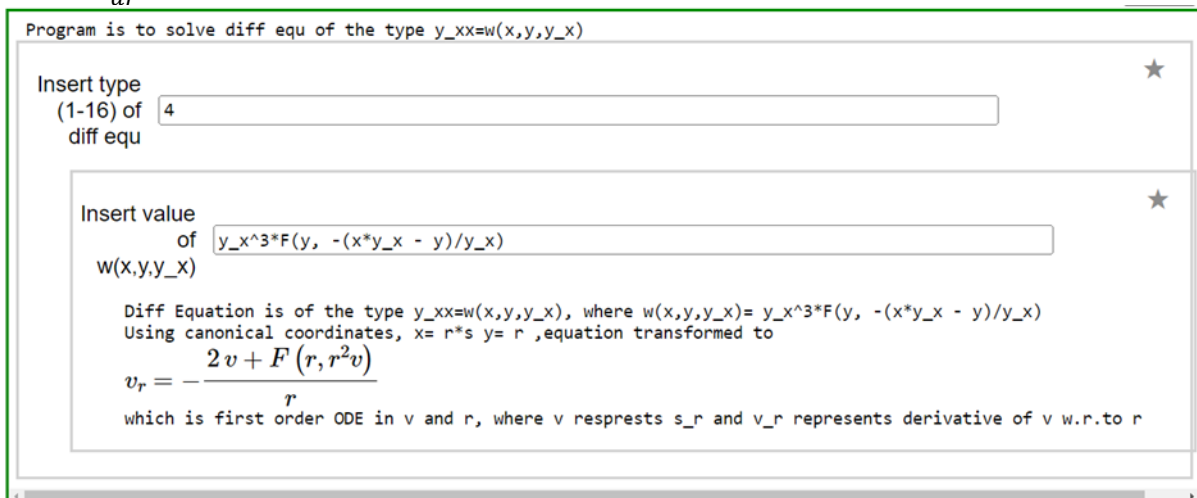 dr
Program is to solve diff equ of the type y_xx=w(x,y,y_x)
Insert type
(1-16) of
diff equ
4
Insert value
of
w(x,y,y_x)
y_x^3*F(y, -(x*y_x - y)/y_x)
Diff Equation is of the type y_xx=w(x,y,y_x), where w(x,y,y_x)= y_x^3*F(y, -(x*y_x - y)/y_x)
Using canonical coordinates, x= r*s y= r ,equation transformed to
v_r = - (2 v + F (r, r²v)) / r
which is first order ODE in v and r, where v resprests s_r and v_r represents derivative of v w.r.to r